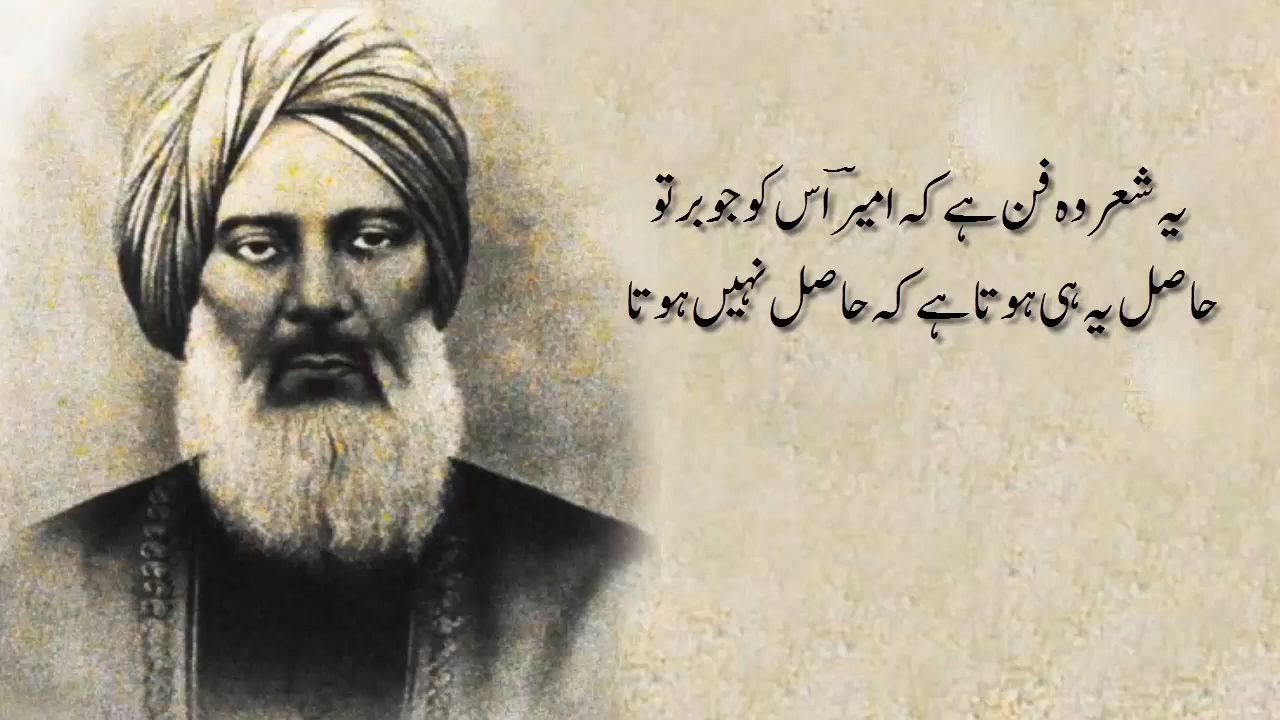 یہ شعر وہ فن ہے کہ امیرؔ اس کو جو برتو
حاصل یہ ہی ہوتا ہے کہ حاصل نہیں ہوتا